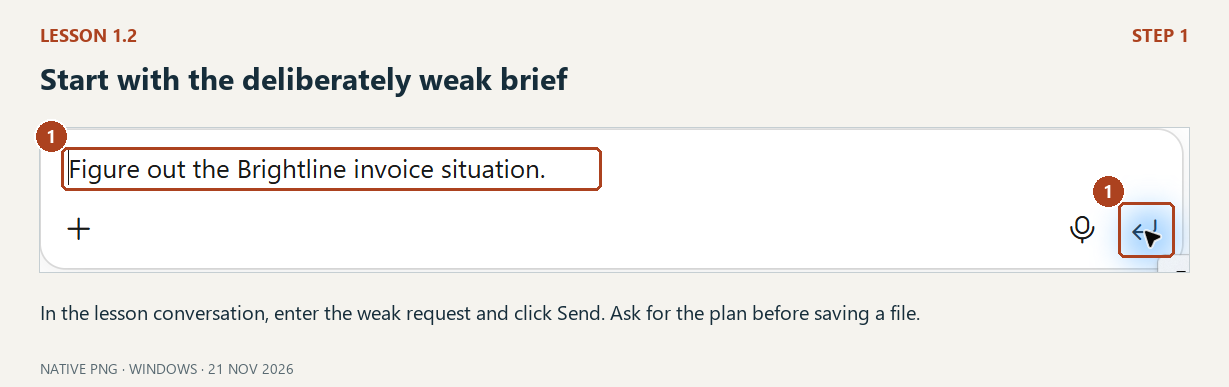 LESSON 1.2
STEP 1
Start with the deliberately weak brief
1
Figure out the Brightline invoice situation.
1
In the lesson conversation, enter the weak request and click Send. Ask for the plan before saving a file.
NATIVE PNG · WINDOWS · 21 NOV 2026